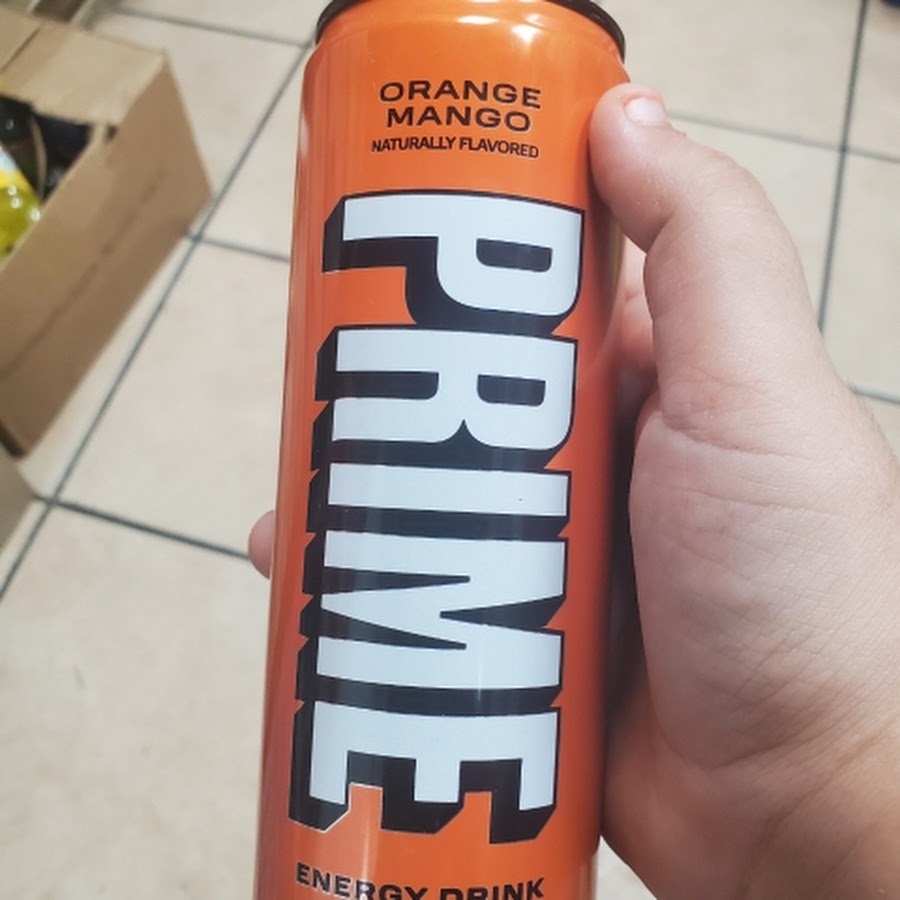 ORANGE
MANGO
NATURALLY FLAVORED
PRIME
ENERGY DRINK